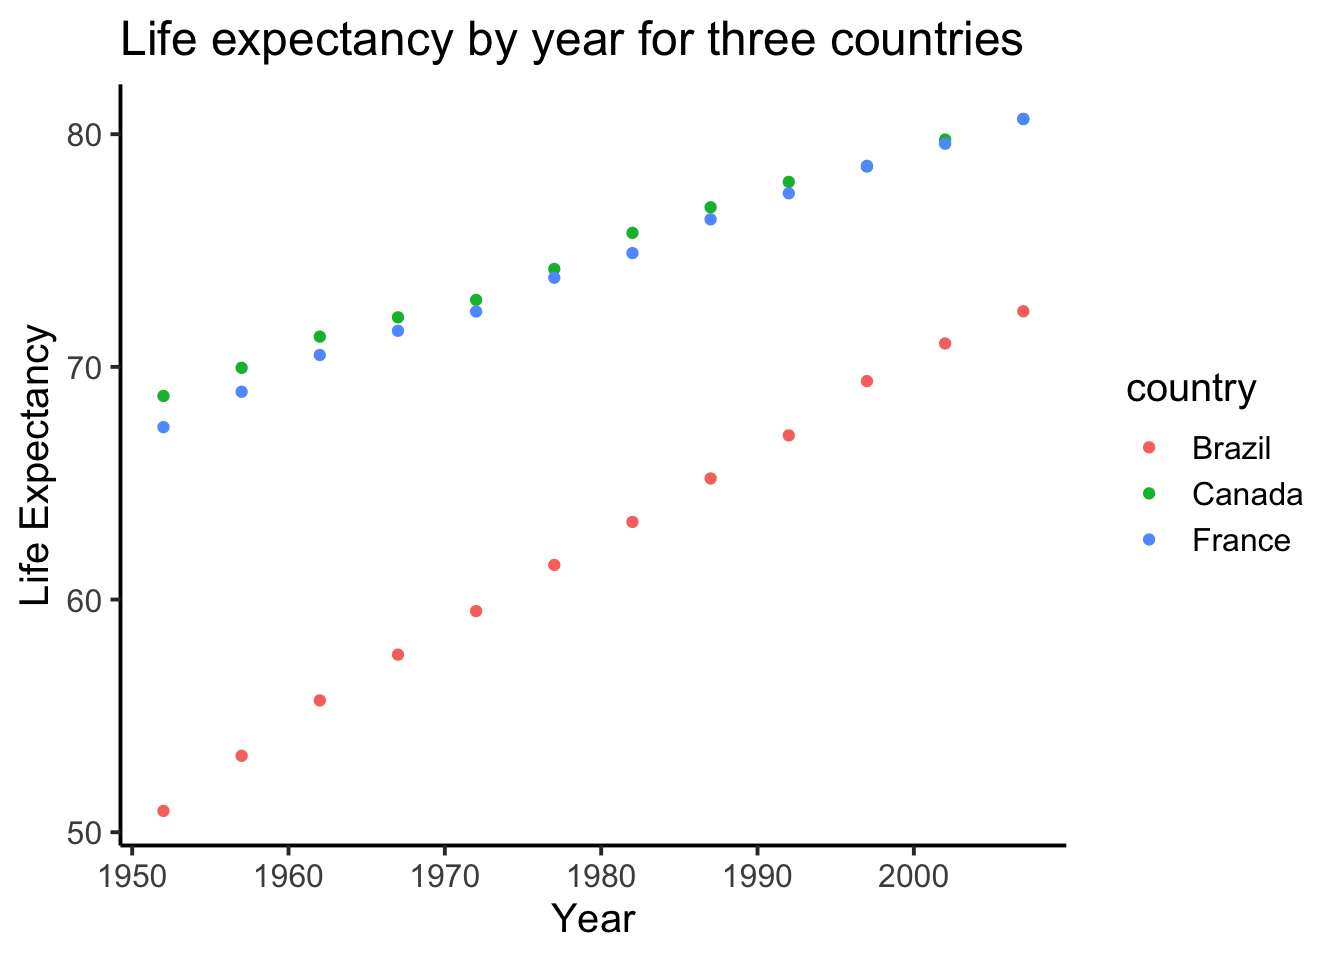 Life expectancy by year for three countries
Life Expectancy
80
70
60
50
1950 1960 1970 1980 1990 2000
Year
country
Brazil
Canada
France